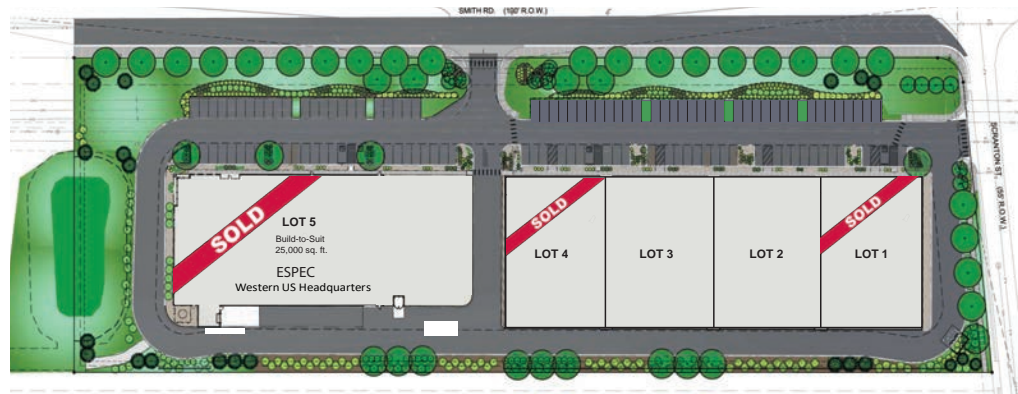 SMITH RD. (100' R.O.W.)
SCRANTON ST. (55' R.O.W.)
SOLD
LOT 5
Build-to-Suit
25,000 sq. ft.
ESPEC
Western US Headquarters
SOLD
LOT 4
LOT 3
LOT 2
SOLD
LOT 1